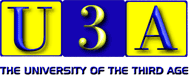 U3A
THE UNIVERSITY OF THE THIRD AGE